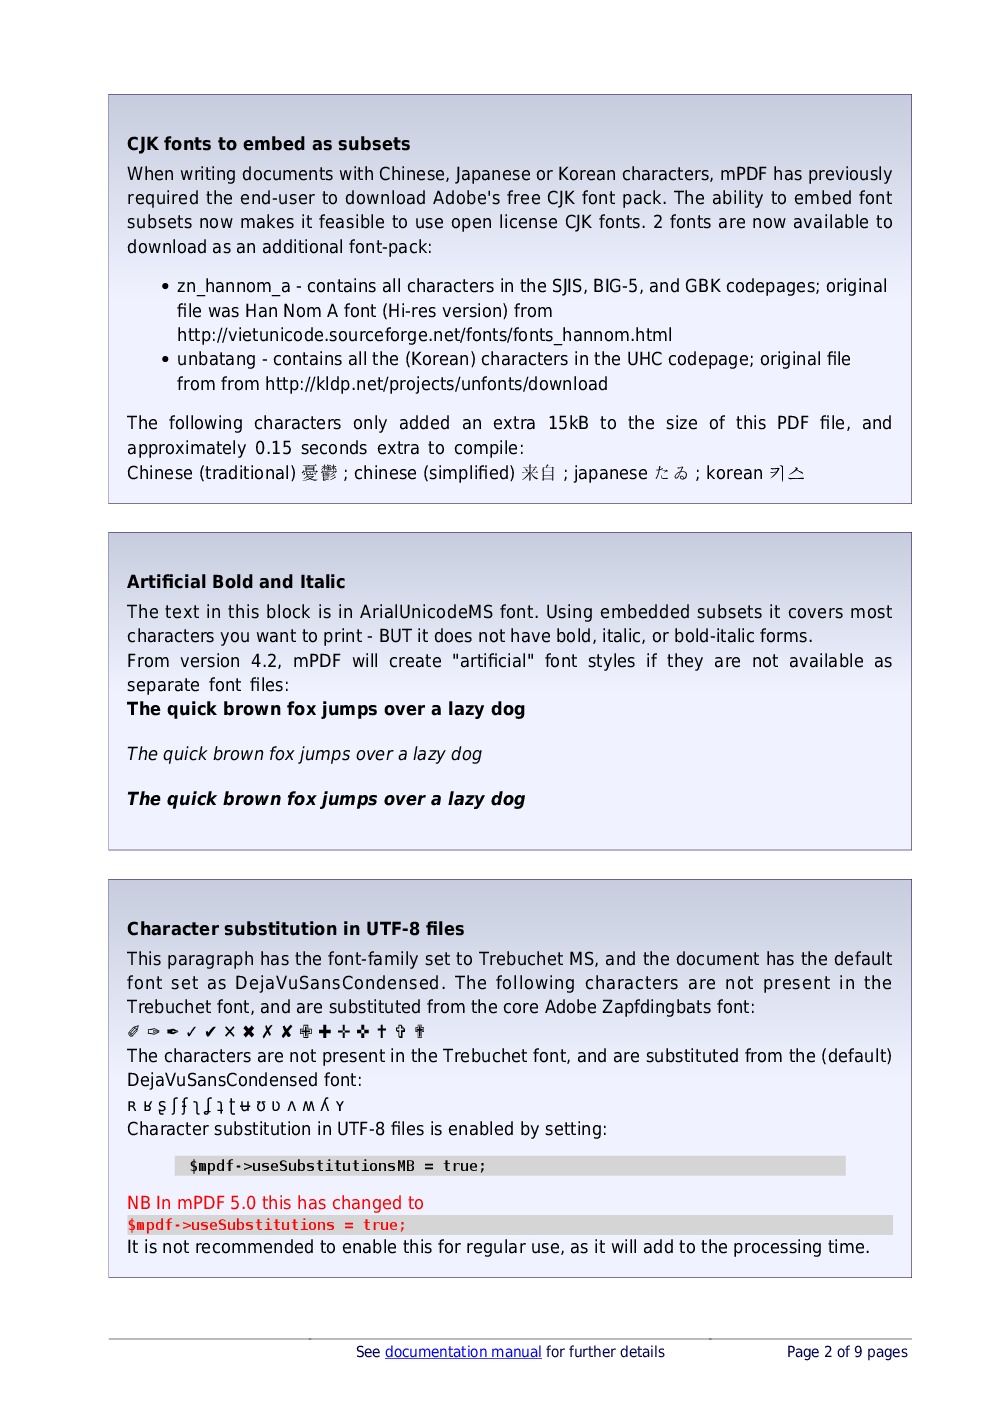 CJK fonts to embed as subsets
When writing documents with Chinese, Japanese or Korean characters, mPDF has previously
required the end-user to download Adobe's free CJK font pack. The ability to embed font
subsets now makes it feasible to use open license CJK fonts. 2 fonts are now available to
download as an additional font-pack:
• zn_hannom_a - contains all characters in the SJIS, BIG-5, and GBK codepages; original
file was Han Nom A font (Hi-res version) from
http://vietunicode.sourceforge.net/fonts/fonts_hannom.html
• unbatang - contains all the (Korean) characters in the UHC codepage; original file
from from http://kldp.net/projects/unfonts/download
The following characters only added an extra 15kB to the size of this PDF file, and
approximately 0.15 seconds extra to compile:
Chinese (traditional) 憂鬱 ; chinese (simplified) 来自 ; japanese たゐ ; korean 키스
Artificial Bold and Italic
The text in this block is in ArialUnicodeMS font. Using embedded subsets it covers most
characters you want to print - BUT it does not have bold, italic, or bold-italic forms.
From version 4.2, mPDF will create "artificial" font styles if they are not available as
separate font files:
The quick brown fox jumps over a lazy dog
The quick brown fox jumps over a lazy dog
The quick brown fox jumps over a lazy dog
Character substitution in UTF-8 files
This paragraph has the font-family set to Trebuchet MS, and the document has the default
font set as DejaVuSansCondensed. The following characters are not present in the
Trebuchet font, and are substituted from the core Adobe Zapfdingbats font:
✐ ✑ ✒ ✓ ✔ ✕ ✖ ✗ ✘ ✙ ✚ ✛ ✜ ✝ ✞ ✟
The characters are not present in the Trebuchet font, and are substituted from the (default)
DejaVuSansCondensed font:
ʀ ʁ ʂ ʃ ʄ ʅ ʆ ʇ ʈ ʉ ʊ ʋ ʌ ʍ ʎ ʏ
Character substitution in UTF-8 files is enabled by setting:
$mpdf->useSubstitutionsMB = true;
NB In mPDF 5.0 this has changed to
$mpdf->useSubstitutions = true;
It is not recommended to enable this for regular use, as it will add to the processing time.
See documentation manual for further details
Page 2 of 9 pages